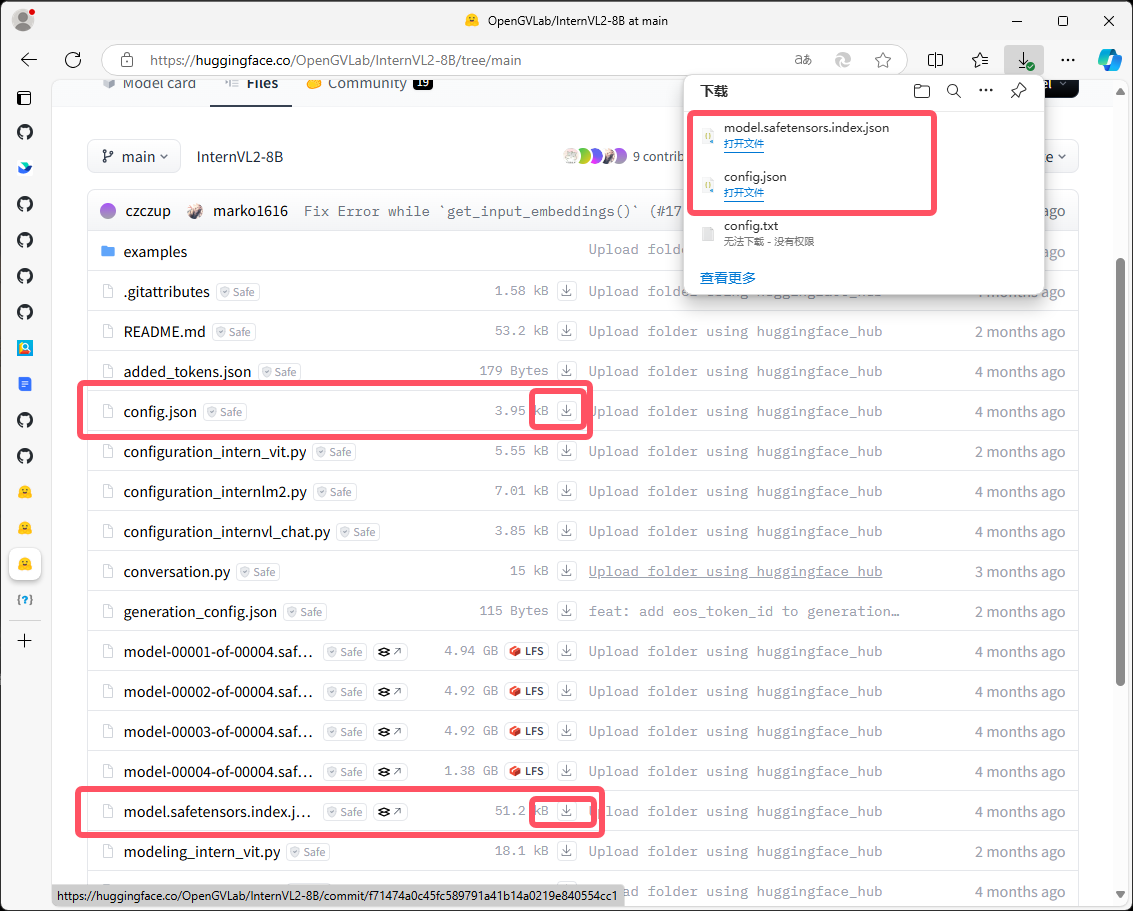 OpenGVLab/InternVL2-8B at main
https://huggingface.co/OpenGVLab/InternVL2-8B/tree/main
aあ
Model card
Files
Community 19
下载
model.safetensors.index.json
打开文件
config.json
打开文件
config.txt
无法下载 - 没有权限
查看更多
main
InternVL2-8B
9 contrib
czczup marko1616 Fix Error while `get_input_embeddings()` (#17 ago
examples Upload fold ago
.gitattributes Safe 1.58 kB Upload folder using huggingface_hub 4 months ago
README.md Safe 53.2 kB Upload folder using huggingface_hub 2 months ago
added_tokens.json Safe 179 Bytes Upload folder using huggingface_hub 4 months ago
config.json Safe 3.95 kB Upload folder using huggingface_hub 4 months ago
configuration_intern_vit.py Safe 5.55 kB Upload folder using huggingface_hub 2 months ago
configuration_internlm2.py Safe 7.01 kB Upload folder using huggingface_hub 4 months ago
configuration_internvl_chat.py Safe 3.85 kB Upload folder using huggingface_hub 4 months ago
conversation.py Safe 15 kB Upload folder using huggingface_hub 3 months ago
generation_config.json Safe 115 Bytes feat: add eos_token_id to generation… 2 months ago
model-00001-of-00004.saf… Safe 4.94 GB LFS Upload folder using huggingface_hub 4 months ago
model-00002-of-00004.saf… Safe 4.92 GB LFS Upload folder using huggingface_hub 4 months ago
model-00003-of-00004.saf… Safe 4.92 GB LFS Upload folder using huggingface_hub 4 months ago
model-00004-of-00004.saf… Safe 1.38 GB LFS Upload folder using huggingface_hub 4 months ago
model.safetensors.index.j… Safe 51.2 kB Upload folder using huggingface_hub 4 months ago
modeling_intern_vit.py Safe 18.1 kB Upload folder using huggingface_hub 2 months ago
Upload folder using huggingface_hub 4 months ago
https://huggingface.co/OpenGVLab/InternVL2-8B/commit/f71474a0c45fc589791a41b14a0219e840554cc1